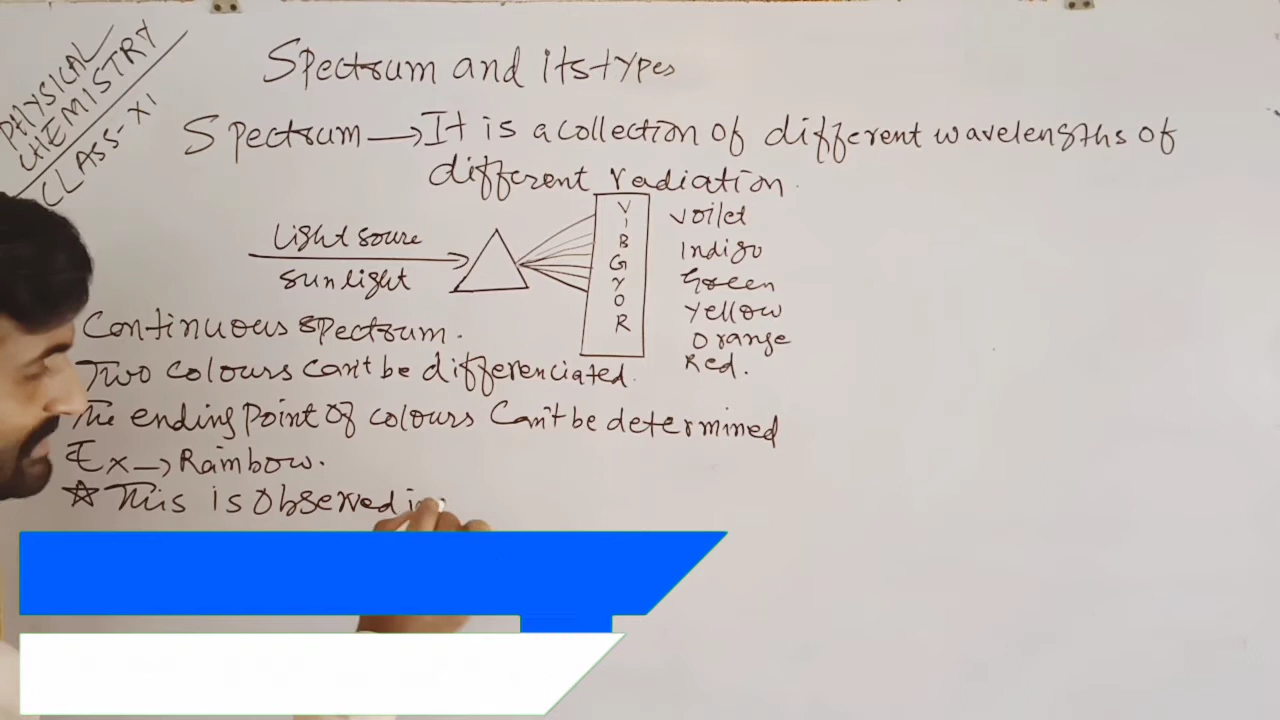 PHYSICAL
CHEMISTRY
CLASS-XI
Spectrum and its types
Spectrum → It is a collection of different wavelengths of
different radiation.
Light soure
sunlight
V
I
B
G
Y
O
R
Voilet
Indigo
Green
Yellow
Orange
Red.
Continuous spectrum.
Two colours can't be differenciated.
The ending point of colours can't be determined
Ex → Rainbow.
☆ This is observed in